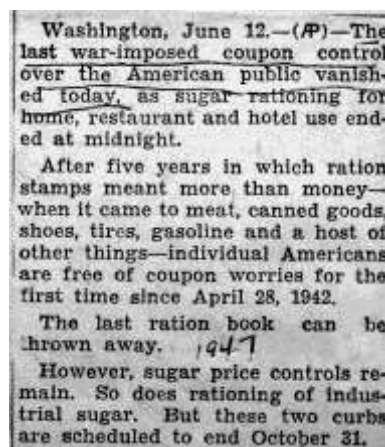 Washington, June 12.—(AP)—The
last war-imposed coupon control
over the American public vanish-
ed today, as sugar rationing for
home, restaurant and hotel use end-
ed at midnight.
After five years in which ration
stamps meant more than money—
when it came to meat, canned goods,
shoes, tires, gasoline and a host of
other things—individual Americans
are free of coupon worries for the
first time since April 28, 1942.
The last ration book can be
thrown away. 1947
However, sugar price controls re-
main. So does rationing of indus-
trial sugar. But these two curbs
are scheduled to end October 31.